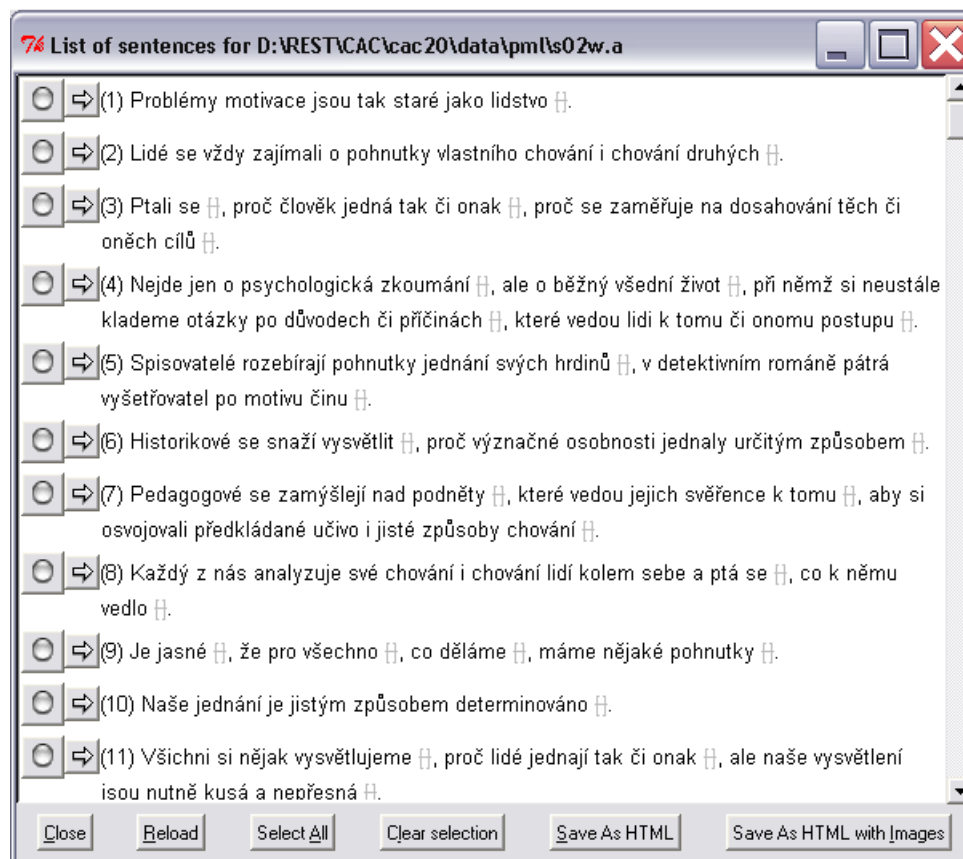 List of sentences for D:\REST\CAC\cac20\data\pml\s02w.a
(1) Problémy motivace jsou tak staré jako lidstvo [].
(2) Lidé se vždy zajímali o pohnutky vlastního chování i chování druhých [].
(3) Ptali se [], proč člověk jedná tak či onak [], proč se zaměřuje na dosahování těch či
oněch cílů [].
(4) Nejde jen o psychologická zkoumání [], ale o běžný všední život [], při němž si neustále
klademe otázky po důvodech či příčinách [], které vedou lidi k tomu či onomu postupu [].
(5) Spisovatelé rozebírají pohnutky jednání svých hrdinů [], v detektivním románě pátrá
vyšetřovatel po motivu činu [].
(6) Historikové se snaží vysvětlit [], proč význačné osobnosti jednaly určitým způsobem [].
(7) Pedagogové se zamýšlejí nad podněty [], které vedou jejich svěřence k tomu [], aby si
osvojovali předkládané učivo i jisté způsoby chování [].
(8) Každý z nás analyzuje své chování i chování lidí kolem sebe a ptá se [], co k němu
vedlo [].
(9) Je jasné [], že pro všechno [], co děláme [], máme nějaké pohnutky [].
(10) Naše jednání je jistým způsobem determinováno [].
(11) Všichni si nějak vysvětlujeme [], proč lidé jednají tak či onak [], ale naše vysvětlení
jsou nutně kusá a nepřesná [].
Close Reload Select All Clear selection Save As HTML Save As HTML with Images